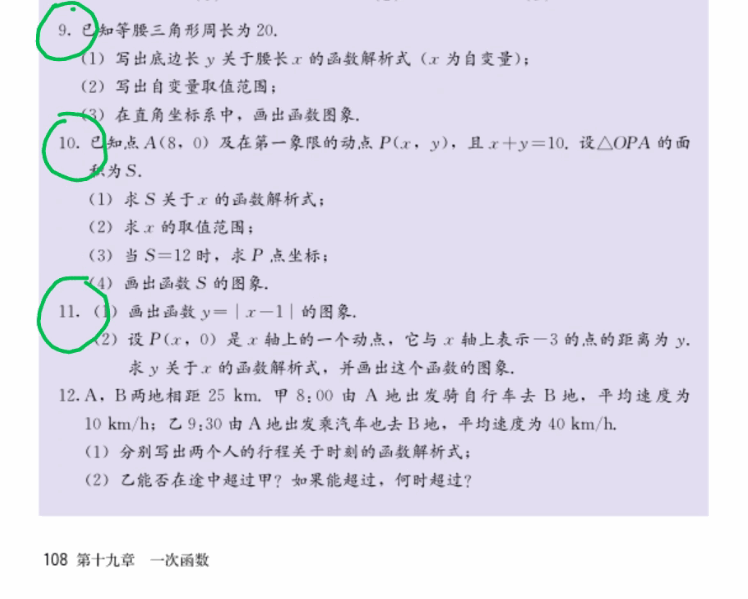 9. 已知等腰三角形周长为 20.
(1) 写出底边长 y 关于腰长 x 的函数解析式 (x 为自变量);
(2) 写出自变量取值范围;
(3) 在直角坐标系中，画出函数图象.
10. 已知点 A(8, 0) 及在第一象限的动点 P(x, y), 且 x+y=10. 设△OPA 的面
积为 S.
(1) 求 S 关于 x 的函数解析式;
(2) 求 x 的取值范围;
(3) 当 S=12 时，求 P 点坐标;
(4) 画出函数 S 的图象.
11. (1) 画出函数 y=|x-1| 的图象.
(2) 设 P(x, 0) 是 x 轴上的一个动点，它与 x 轴上表示-3 的点的距离为 y.
求 y 关于 x 的函数解析式，并画出这个函数的图象.
12. A, B两地相距 25 km. 甲 8:00 由 A 地出发骑自行车去 B 地，平均速度为
10 km/h; 乙 9:30 由 A 地出发乘汽车也去 B 地，平均速度为 40 km/h.
(1) 分别写出两个人的行程关于时刻的函数解析式;
(2) 乙能否在途中超过甲? 如果能超过，何时超过?
108 第十九章 一次函数